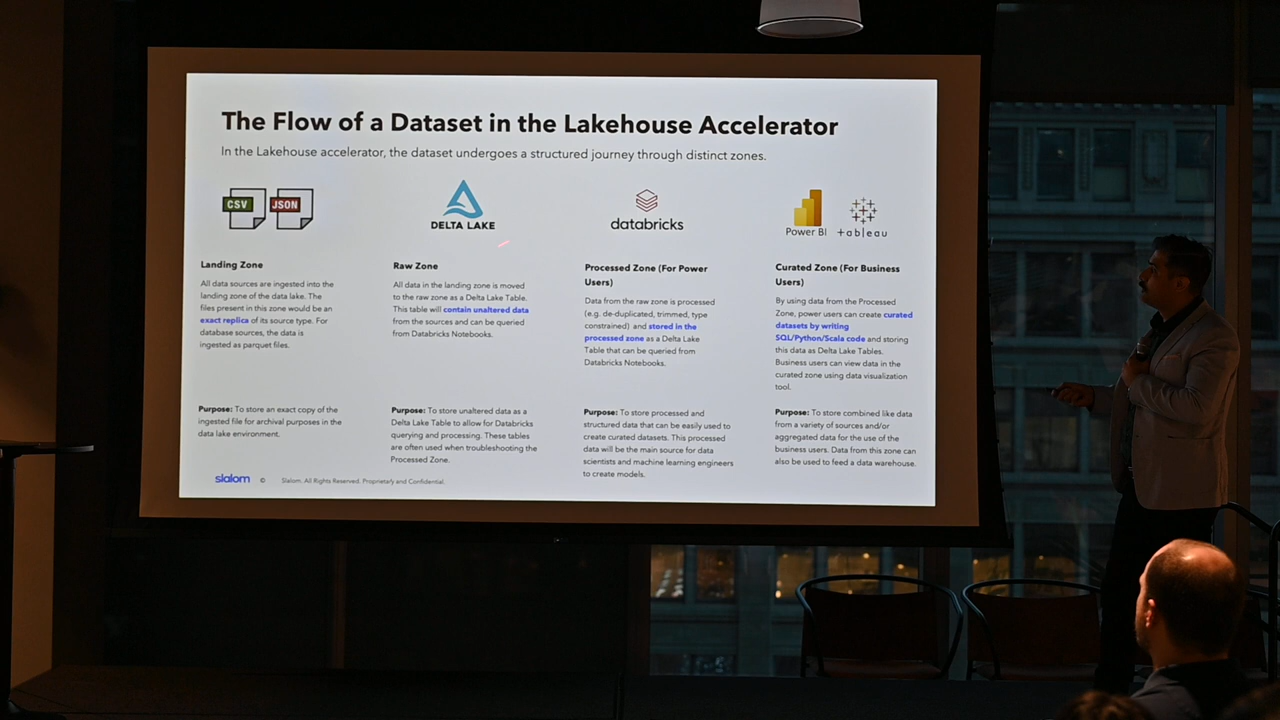 The Flow of a Dataset in the Lakehouse Accelerator
In the Lakehouse accelerator, the dataset undergoes a structured journey through distinct zones.
CSV
JSON
DELTA LAKE
databricks
Power BI
+ableau
Landing Zone
All data sources are ingested into the
landing zone of the data lake. The
files present in this zone would be an
exact replica of its source type. For
database sources, the data is
ingested as parquet files.
Purpose: To store an exact copy of the
ingested file for archival purposes in the
data lake environment.
Raw Zone
All data in the landing zone is moved
to the raw zone as a Delta Lake Table.
This table will contain unaltered data
from the sources and can be queried
from Databricks Notebooks.
Purpose: To store unaltered data as a
Delta Lake Table to allow for Databricks
querying and processing. These tables
are often used when troubleshooting the
Processed Zone.
Processed Zone (For Power
Users)
Data from the raw zone is processed
(e.g. de-duplicated, trimmed, type
constrained) and stored in the
processed zone as a Delta Lake
Table that can be queried from
Databricks Notebooks.
Purpose: To store processed and
structured data that can be easily used to
create curated datasets. This processed
data will be the main source for data
scientists and machine learning engineers
to create models.
Curated Zone (For Business
Users)
By using data from the Processed
Zone, power users can create curated
datasets by writing
SQL/Python/Scala code and storing
this data as Delta Lake Tables.
Business users can view data in the
curated zone using data visualization
tool.
Purpose: To store combined like data
from a variety of sources and/or
aggregated data for the use of the
business users. Data from this zone can
also be used to feed a data warehouse.
slalom © Slalom. All Rights Reserved. Proprietary and Confidential.